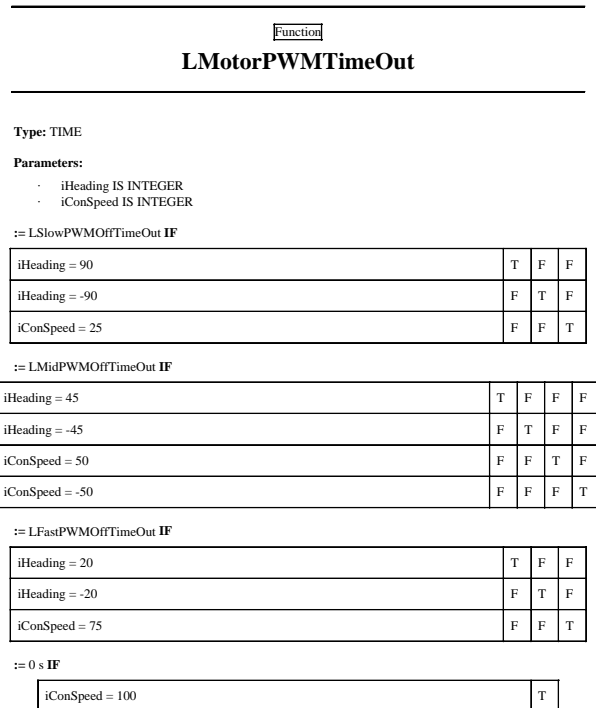 Function
LMotorPWMTimeOut
Type: TIME
Parameters:
· iHeading IS INTEGER
· iConSpeed IS INTEGER
:= LSlowPWMOffTimeOut IF
iHeading = 90 T F F
iHeading = -90 F T F
iConSpeed = 25 F F T
:= LMidPWMOffTimeOut IF
iHeading = 45 T F F F
iHeading = -45 F T F F
iConSpeed = 50 F F T F
iConSpeed = -50 F F F T
:= LFastPWMOffTimeOut IF
iHeading = 20 T F F
iHeading = -20 F T F
iConSpeed = 75 F F T
:= 0 s IF
iConSpeed = 100 T